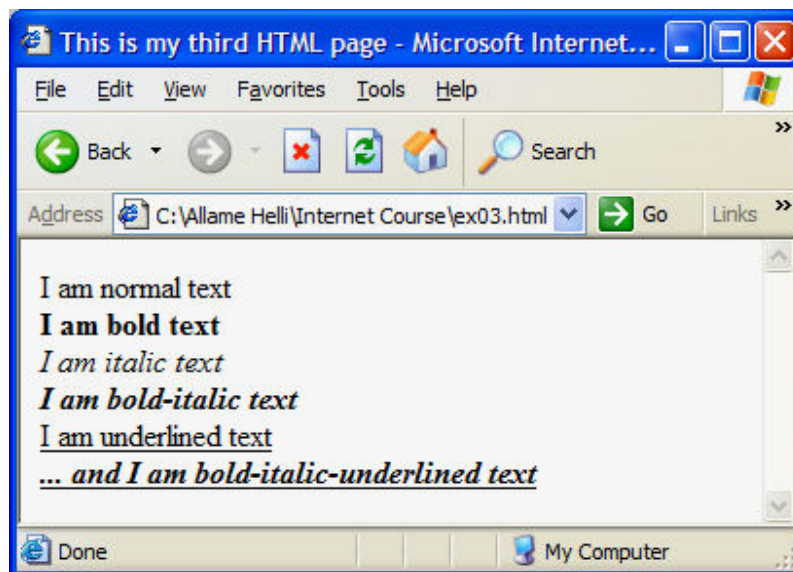 This is my third HTML page - Microsoft Internet...
File Edit View Favorites Tools Help
Back Search
Address C:\Allame Helli\Internet Course\ex03.html Go Links
I am normal text
I am bold text
I am italic text
I am bold-italic text
I am underlined text
... and I am bold-italic-underlined text
Done My Computer